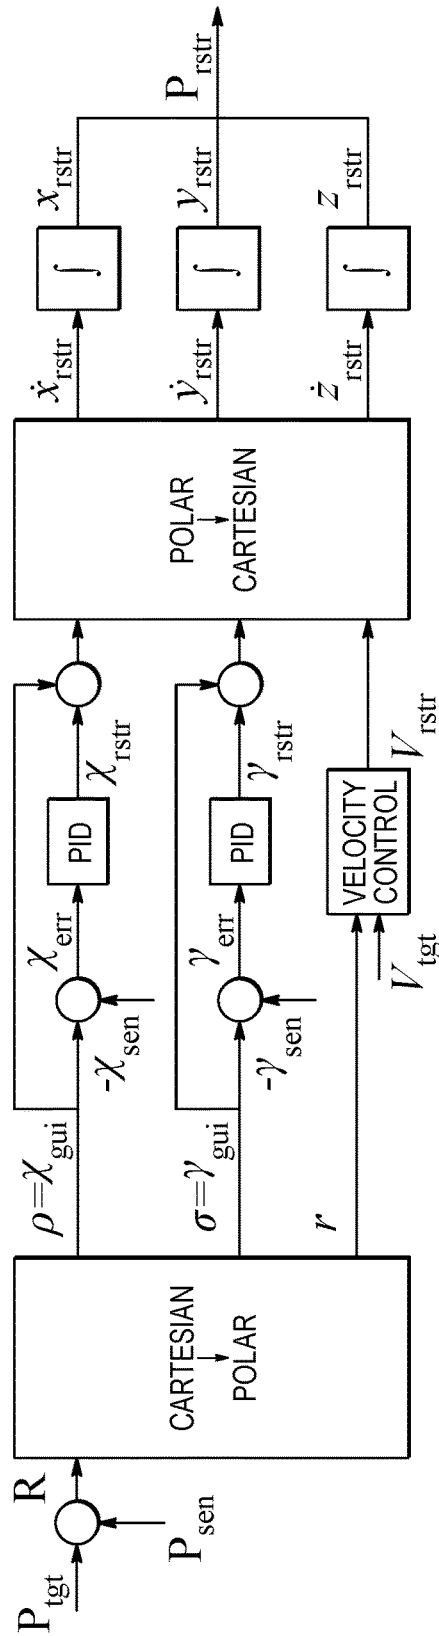 P_tgt
P_sen
R
CARTESIAN
→
POLAR
ρ=χ_gui
σ=γ_gui
r
-χ_sen
χ_err
PID
χ_rstr
-γ_sen
γ_err
PID
γ_rstr
V_tgt
VELOCITY
CONTROL
V_rstr
POLAR
→
CARTESIAN
ẋ_rstr
∫
x_rstr
ẏ_rstr
∫
y_rstr
ż_rstr
∫
z_rstr
P_rstr